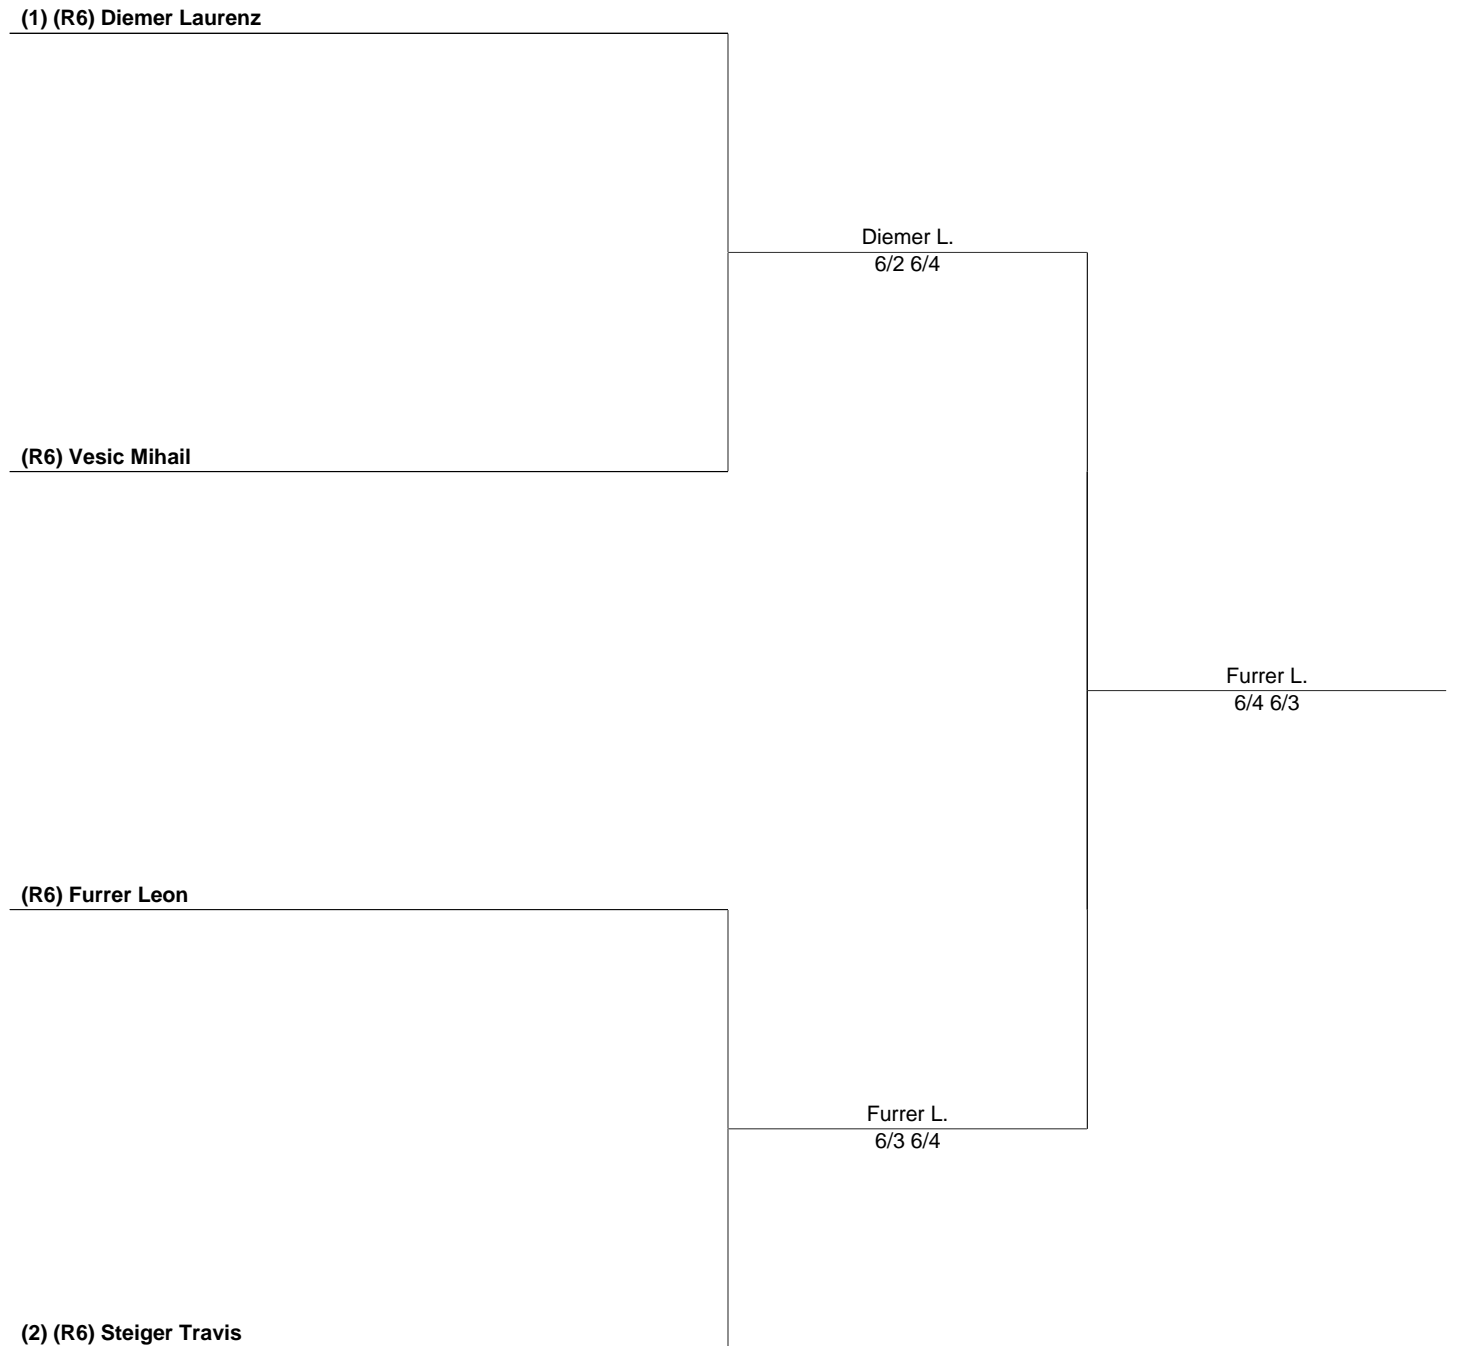 (1) (R6) Diemer Laurenz
Diemer L.
6/2 6/4
(R6) Vesic Mihail
Furrer L.
6/4 6/3
(R6) Furrer Leon
Furrer L.
6/3 6/4
(2) (R6) Steiger Travis